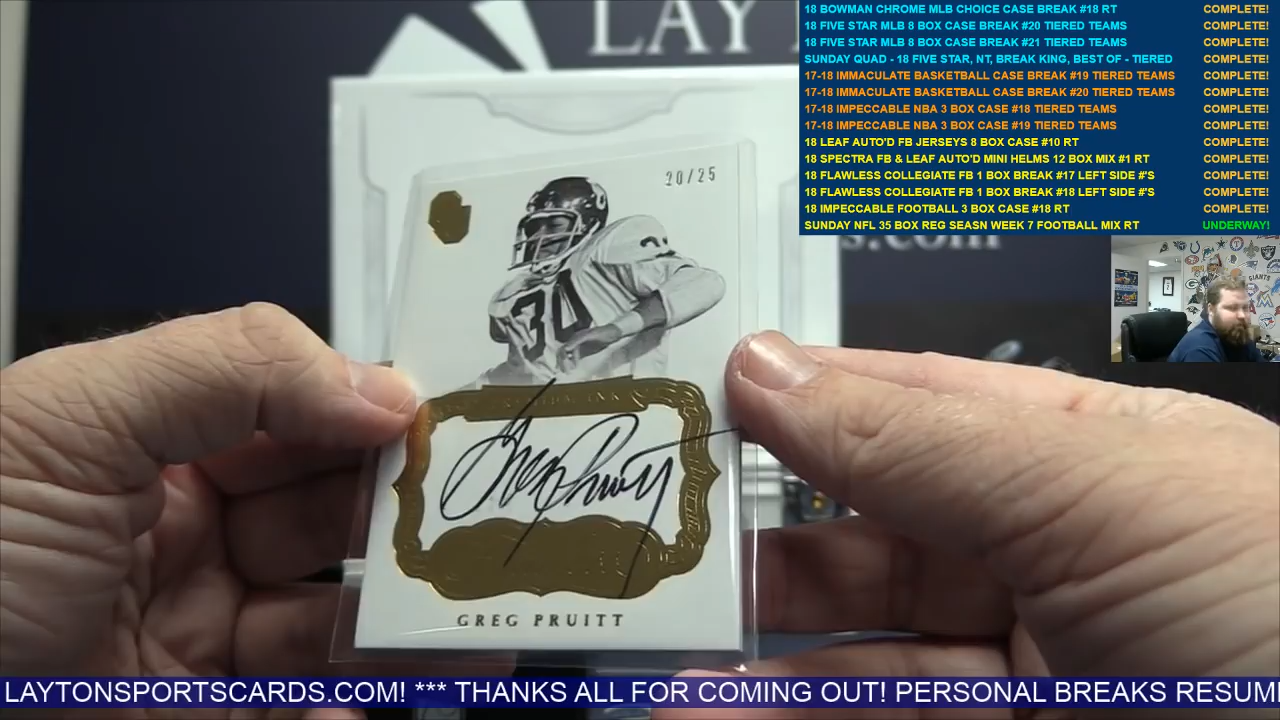 LAY
18 BOWMAN CHROME MLB CHOICE CASE BREAK #18 RT COMPLETE!
18 FIVE STAR MLB 8 BOX CASE BREAK #20 TIERED TEAMS COMPLETE!
18 FIVE STAR MLB 8 BOX CASE BREAK #21 TIERED TEAMS COMPLETE!
SUNDAY QUAD - 18 FIVE STAR, NT, BREAK KING, BEST OF - TIERED COMPLETE!
17-18 IMMACULATE BASKETBALL CASE BREAK #19 TIERED TEAMS COMPLETE!
17-18 IMMACULATE BASKETBALL CASE BREAK #20 TIERED TEAMS COMPLETE!
17-18 IMPECCABLE NBA 3 BOX CASE #18 TIERED TEAMS COMPLETE!
17-18 IMPECCABLE NBA 3 BOX CASE #19 TIERED TEAMS COMPLETE!
18 LEAF AUTO'D FB JERSEYS 8 BOX CASE #10 RT COMPLETE!
18 SPECTRA FB & LEAF AUTO'D MINI HELMS 12 BOX MIX #1 RT COMPLETE!
18 FLAWLESS COLLEGIATE FB 1 BOX BREAK #17 LEFT SIDE #'S COMPLETE!
18 FLAWLESS COLLEGIATE FB 1 BOX BREAK #18 LEFT SIDE #'S COMPLETE!
18 IMPECCABLE FOOTBALL 3 BOX CASE #18 RT COMPLETE!
SUNDAY NFL 35 BOX REG SEASN WEEK 7 FOOTBALL MIX RT UNDERWAY!
s.com
20/25
30
INK
Greg Pruitt
GREG PRUITT
GIANTS
LAYTONSPORTSCARDS.COM! *** THANKS ALL FOR COMING OUT! PERSONAL BREAKS RESUM